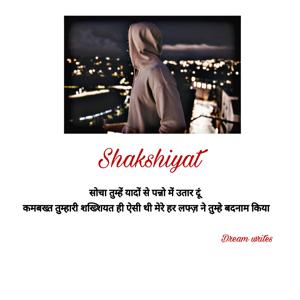 Shakshiyat
सोचा तुम्हें यादों से पन्नो में उतार दूं
कमबख्त तुम्हारी शख्शियत ही ऐसी थी मेरे हर लफ्ज़ ने तुम्हे बदनाम किया
Dream writes